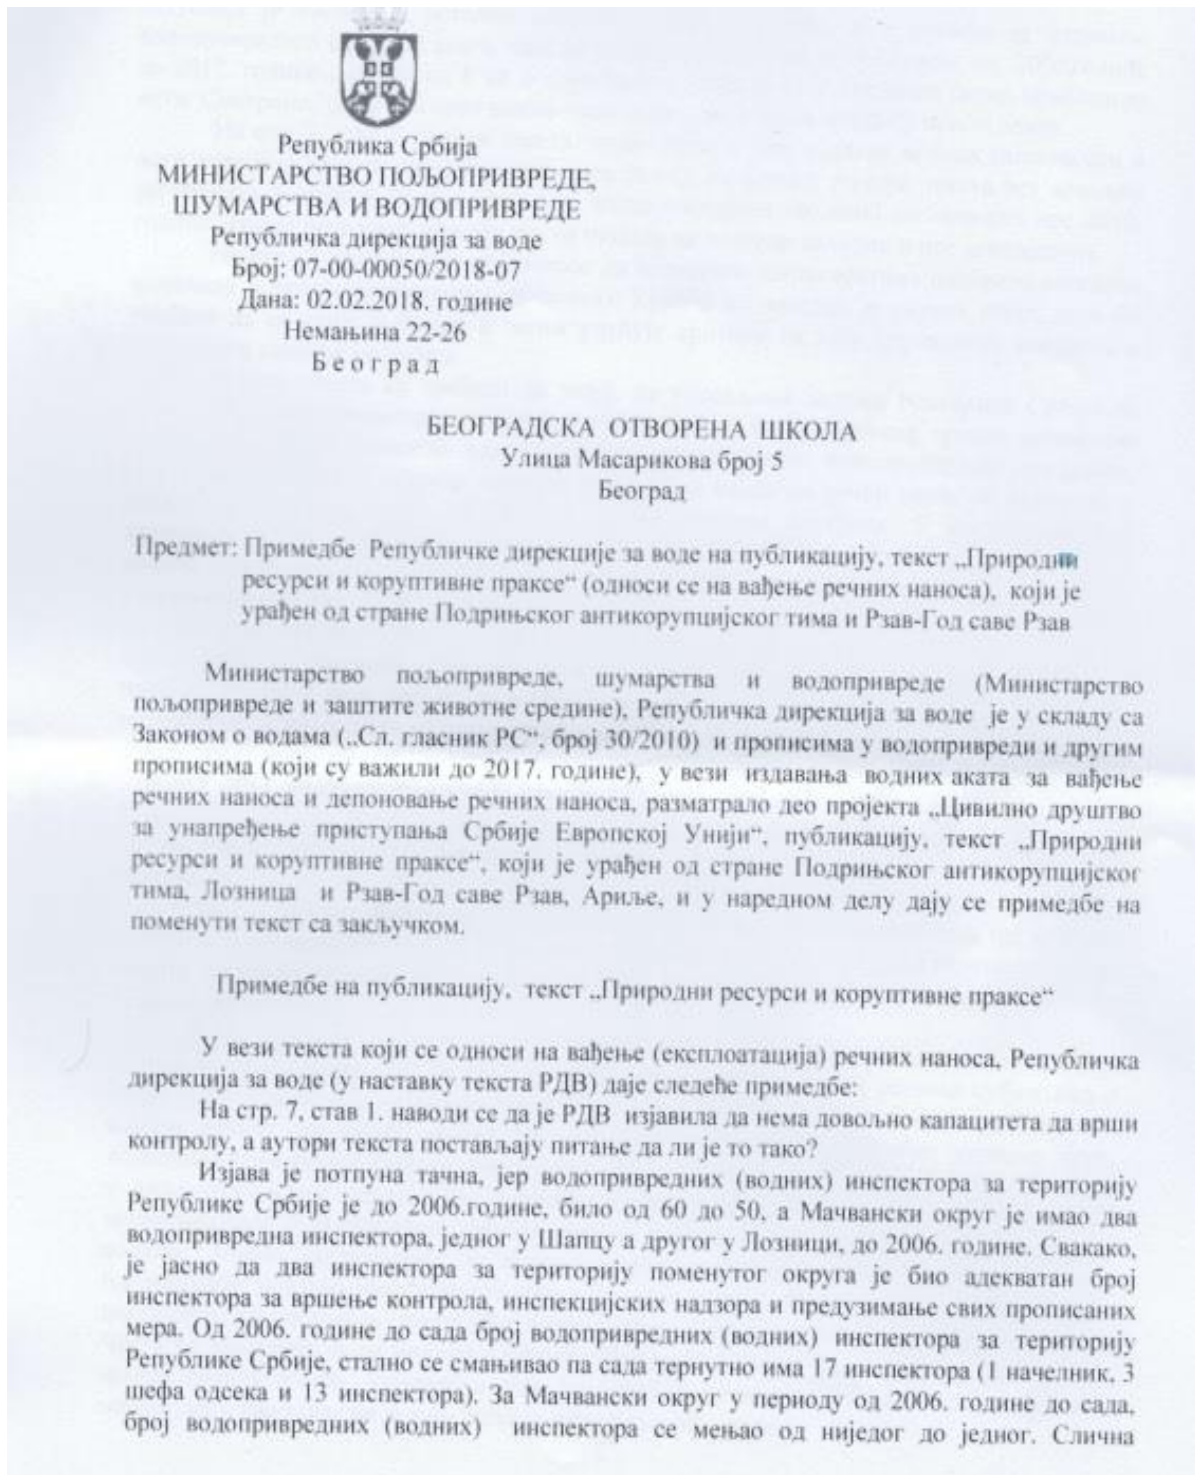 Република Србија
МИНИСТАРСТВО ПОЉОПРИВРЕДЕ,
ШУМАРСТВА И ВОДОПРИВРЕДЕ
Републичка дирекција за воде
Број: 07-00-00050/2018-07
Дана: 02.02.2018. године
Немањина 22-26
Б е о г р а д
БЕОГРАДСКА ОТВОРЕНА ШКОЛА
Улица Масарикова број 5
Београд
Предмет: Примедбе Републичке дирекције за воде на публикацију, текст „Природни
ресурси и коруптивне праксе“ (односи се на вађење речних наноса), који је
урађен од стране Подрињског антикорупцијског тима и Рзав-Год саве Рзав
Министарство пољопривреде, шумарства и водопривреде (Министарство
пољопривреде и заштите животне средине), Републичка дирекција за воде је у складу са
Законом о водама („Сл. гласник РС“, број 30/2010) и прописима у водопривреди и другим
прописима (који су важили до 2017. године), у вези издавања водних аката за вађење
речних наноса и депоновање речних наноса, разматрало део пројекта „Цивилно друштво
за унапређење приступања Србије Европској Унији“, публикацију, текст „Природни
ресурси и коруптивне праксе“, који је урађен од стране Подрињског антикорупцијског
тима, Лозница и Рзав-Год саве Рзав, Ариље, и у наредном делу дају се примедбе на
поменути текст са закључком.
Примедбе на публикацију, текст „Природни ресурси и коруптивне праксе“
У вези текста који се односи на вађење (експлоатација) речних наноса, Републичка
дирекција за воде (у наставку текста РДВ) даје следеће примедбе:
На стр. 7, став 1. наводи се да је РДВ изјавила да нема довољно капацитета да врши
контролу, а аутори текста постављају питање да ли је то тако?
Изјава је потпуна тачна, јер водопривредних (водних) инспектора за територију
Републике Србије је до 2006.године, било од 60 до 50, а Мачвански округ је имао два
водопривредна инспектора, једног у Шапцу а другог у Лозници, до 2006. године. Свакако,
је јасно да два инспектора за територију поменутог округа је био адекватан број
инспектора за вршење контрола, инспекцијских надзора и предузимање свих прописаних
мера. Од 2006. године до сада број водопривредних (водних) инспектора за територију
Републике Србије, стално се смањивао па сада тернутно има 17 инспектора (1 начелник, 3
шефа одсека и 13 инспектора). За Мачвански округ у периоду од 2006. године до сада,
број водопривредних (водних) инспектора се мењао од ниједог до једног. Слична